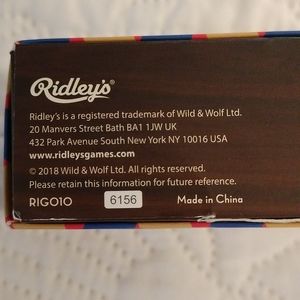 Ridley's®
Ridley's is a registered trademark of Wild & Wolf Ltd.
20 Manvers Street Bath BA1 1JW UK
432 Park Avenue South New York NY 10016 USA
www.ridleysgames.com
© 2018 Wild & Wolf Ltd. All rights reserved.
Please retain this information for future reference.
RIG010 6156 Made in China